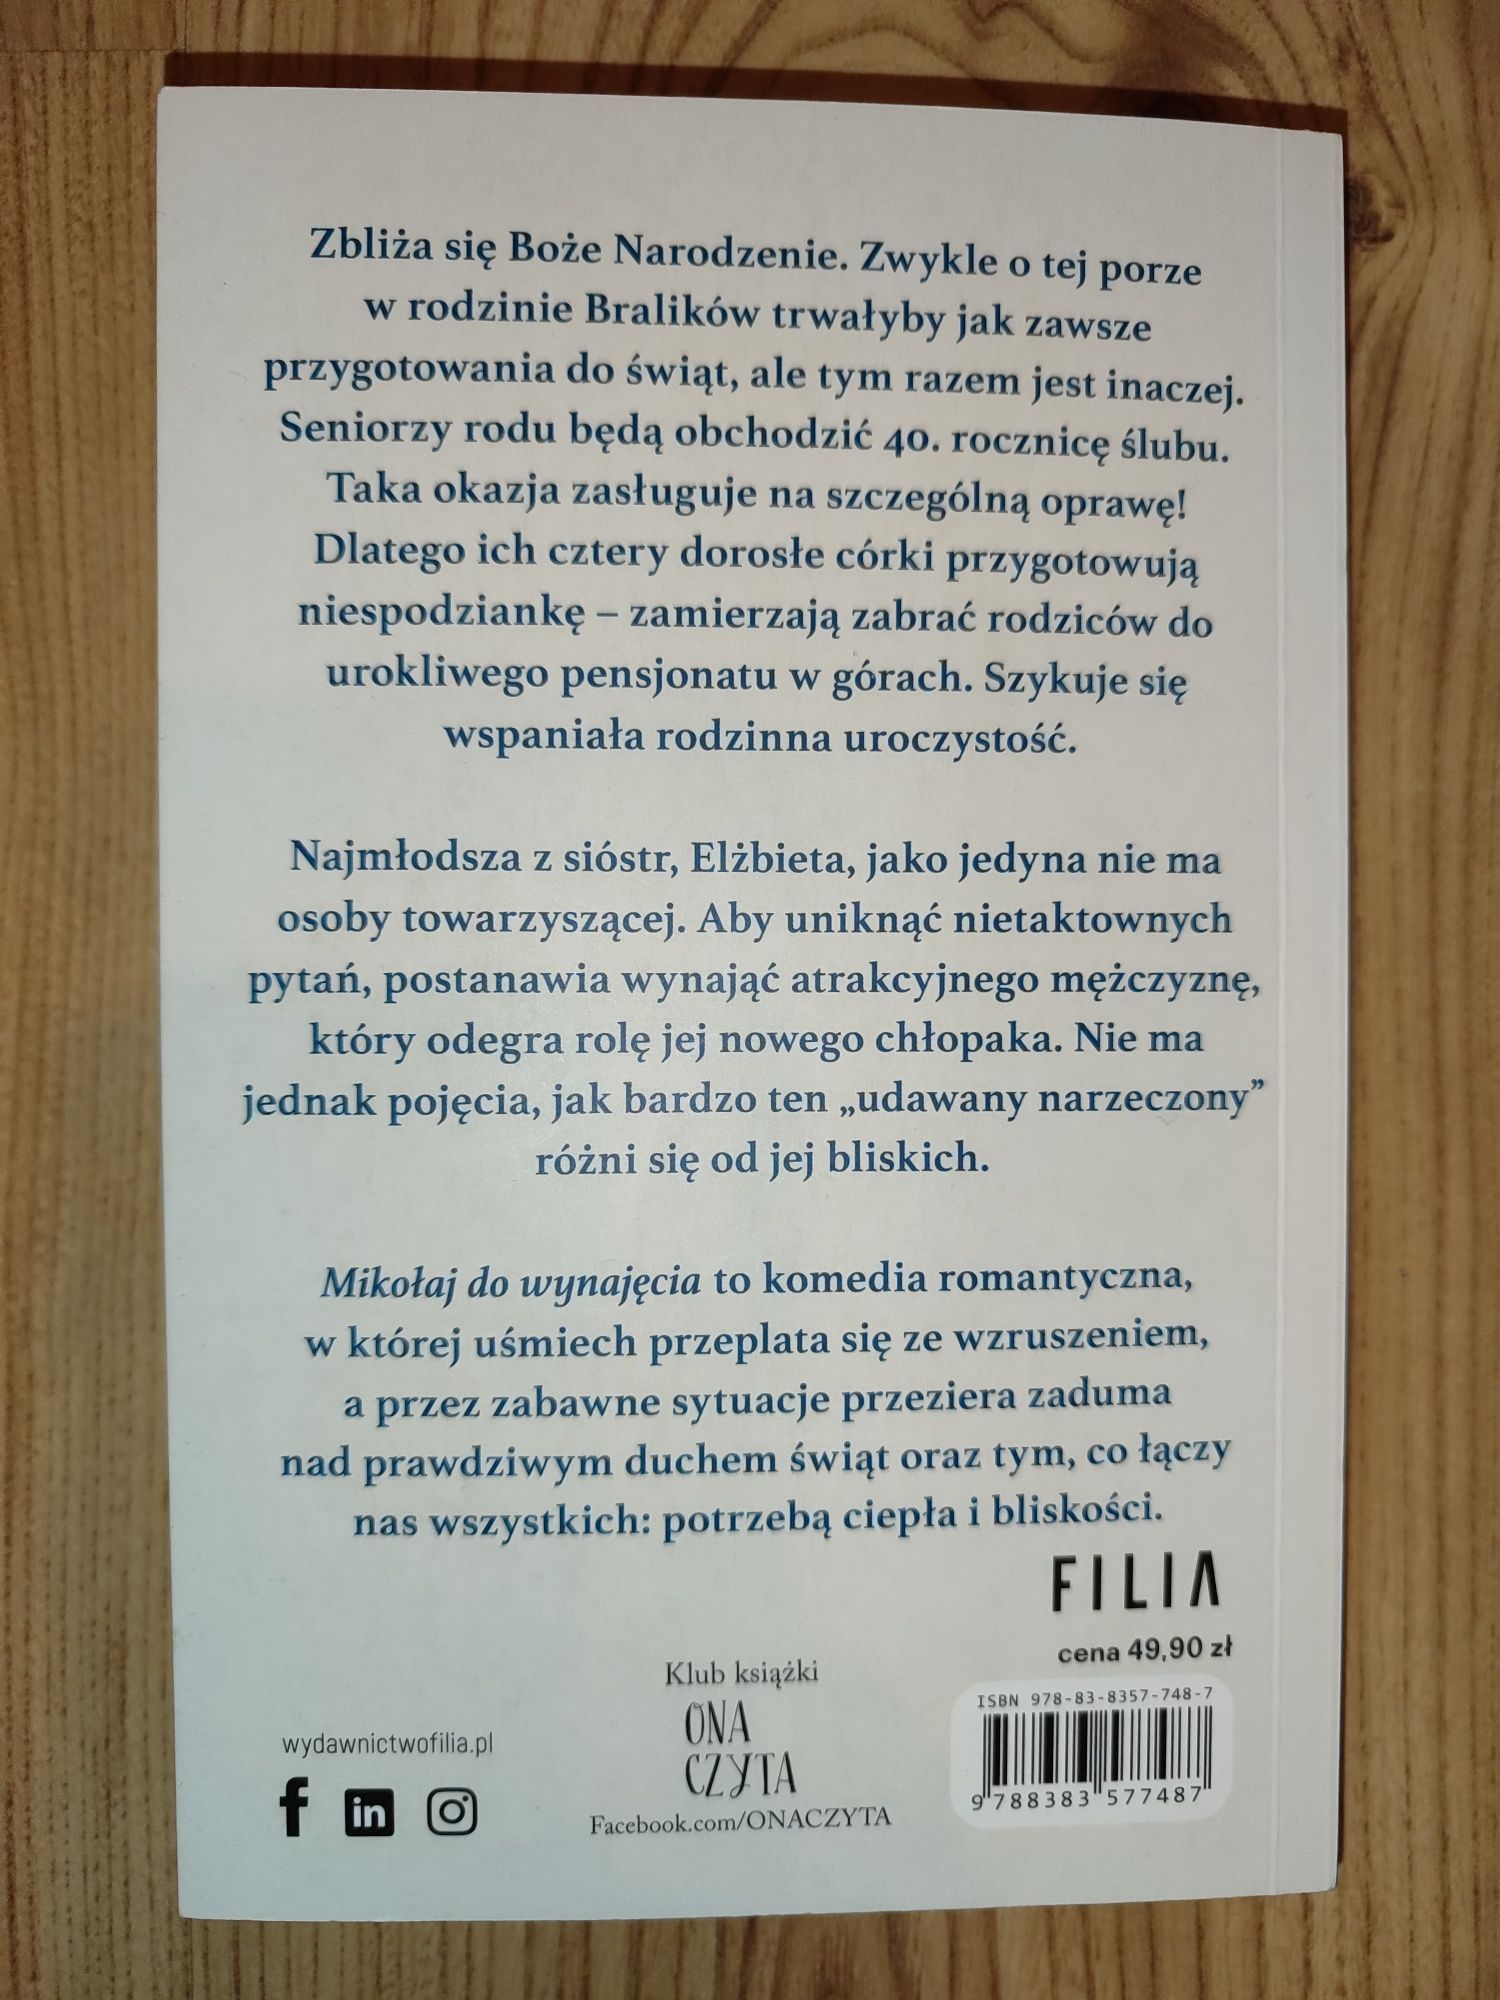 Zbliża się Boże Narodzenie. Zwykle o tej porze
w rodzinie Bralików trwałyby jak zawsze
przygotowania do świąt, ale tym razem jest inaczej.
Seniorzy rodu będą obchodzić 40. rocznicę ślubu.
Taka okazja zasługuje na szczególną oprawę!
Dlatego ich cztery dorosłe córki przygotowują
niespodziankę – zamierzają zabrać rodziców do
urokliwego pensjonatu w górach. Szykuje się
wspaniała rodzinna uroczystość.
Najmłodsza z sióstr, Elżbieta, jako jedyna nie ma
osoby towarzyszącej. Aby uniknąć nietaktownych
pytań, postanawia wynająć atrakcyjnego mężczyznę,
który odegra rolę jej nowego chłopaka. Nie ma
jednak pojęcia, jak bardzo ten „udawany narzeczony”
różni się od jej bliskich.
Mikołaj do wynajęcia to komedia romantyczna,
w której uśmiech przeplata się ze wzruszeniem,
a przez zabawne sytuacje przeziera zaduma
nad prawdziwym duchem świąt oraz tym, co łączy
nas wszystkich: potrzebą ciepła i bliskości.
FILIA
cena 49,90 zł
ISBN 978-83-8357-748-7
9 788383 577487
Klub książki
ONA
CZYTA
Facebook.com/ONACZYTA
wydawnictwofilia.pl
f in